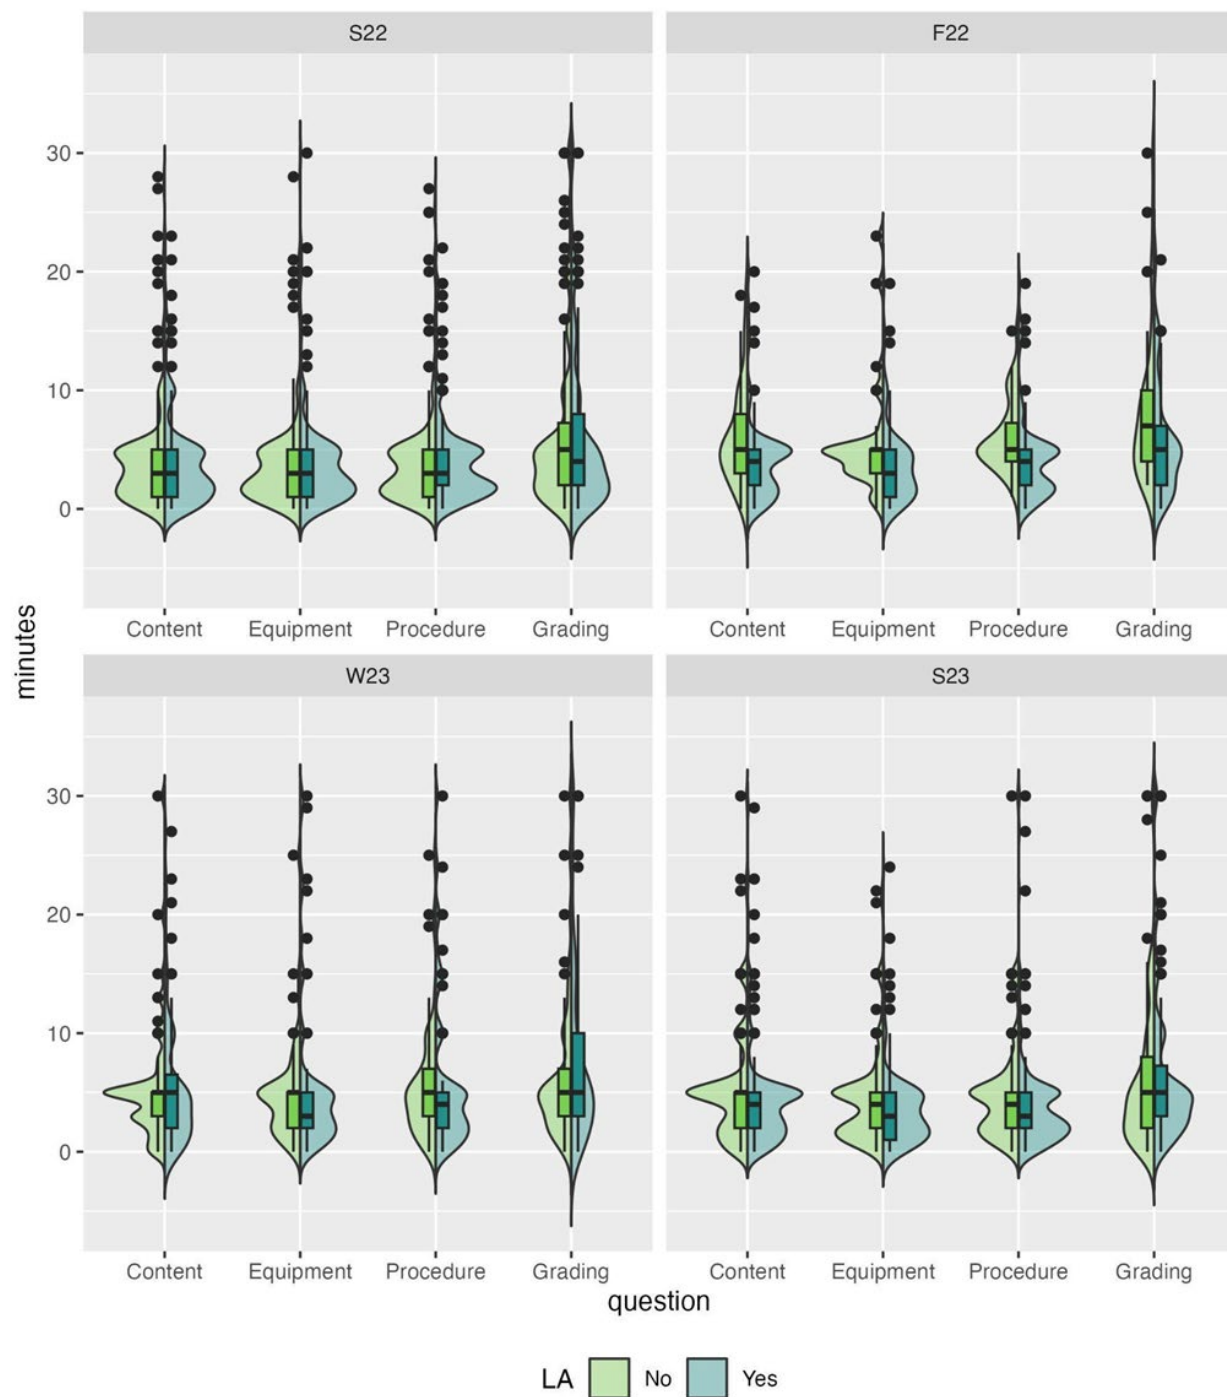 S22 F22
30
20
10
0
Content Equipment Procedure Grading Content Equipment Procedure Grading
minutes
W23 S23
30
20
10
0
Content Equipment Procedure Grading Content Equipment Procedure Grading
question
LA No Yes